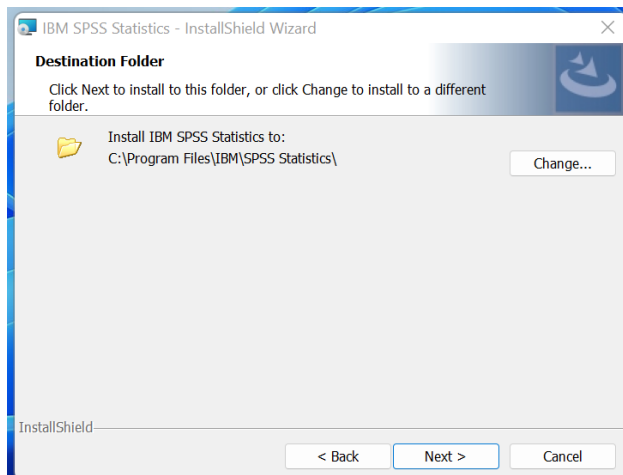 IBM SPSS Statistics - InstallShield Wizard
Destination Folder
Click Next to install to this folder, or click Change to install to a different
folder.
Install IBM SPSS Statistics to:
C:\Program Files\IBM\SPSS Statistics\
Change...
InstallShield
< Back
Next >
Cancel